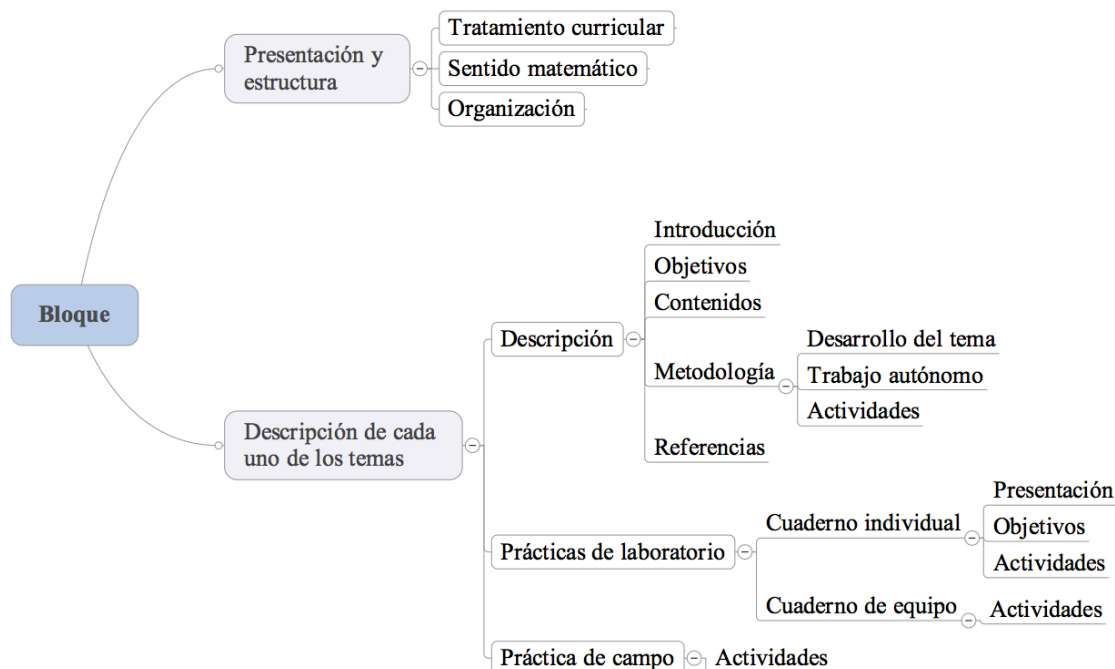 Bloque
Presentación y
estructura
Tratamiento curricular
Sentido matemático
Organización
Descripción de cada
uno de los temas
Descripción
Introducción
Objetivos
Contenidos
Metodología
Desarrollo del tema
Trabajo autónomo
Actividades
Referencias
Prácticas de laboratorio
Cuaderno individual
Presentación
Objetivos
Actividades
Cuaderno de equipo
Actividades
Práctica de campo
Actividades